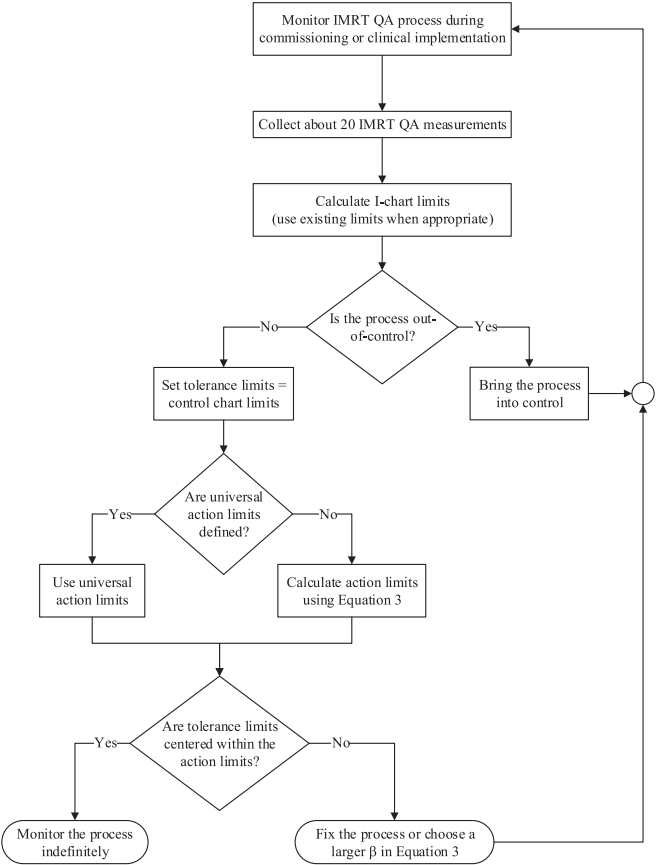 Monitor IMRT QA process during
commissioning or clinical implementation
Collect about 20 IMRT QA measurements
Calculate I-chart limits
(use existing limits when appropriate)
Is the process out-
of-control?
No
Yes
Set tolerance limits =
control chart limits
Bring the process
into control
Are universal
action limits
defined?
Yes
No
Use universal
action limits
Calculate action limits
using Equation 3
Are tolerance limits
centered within the
action limits?
Yes
No
Monitor the process
indefinitely
Fix the process or choose a
larger β in Equation 3